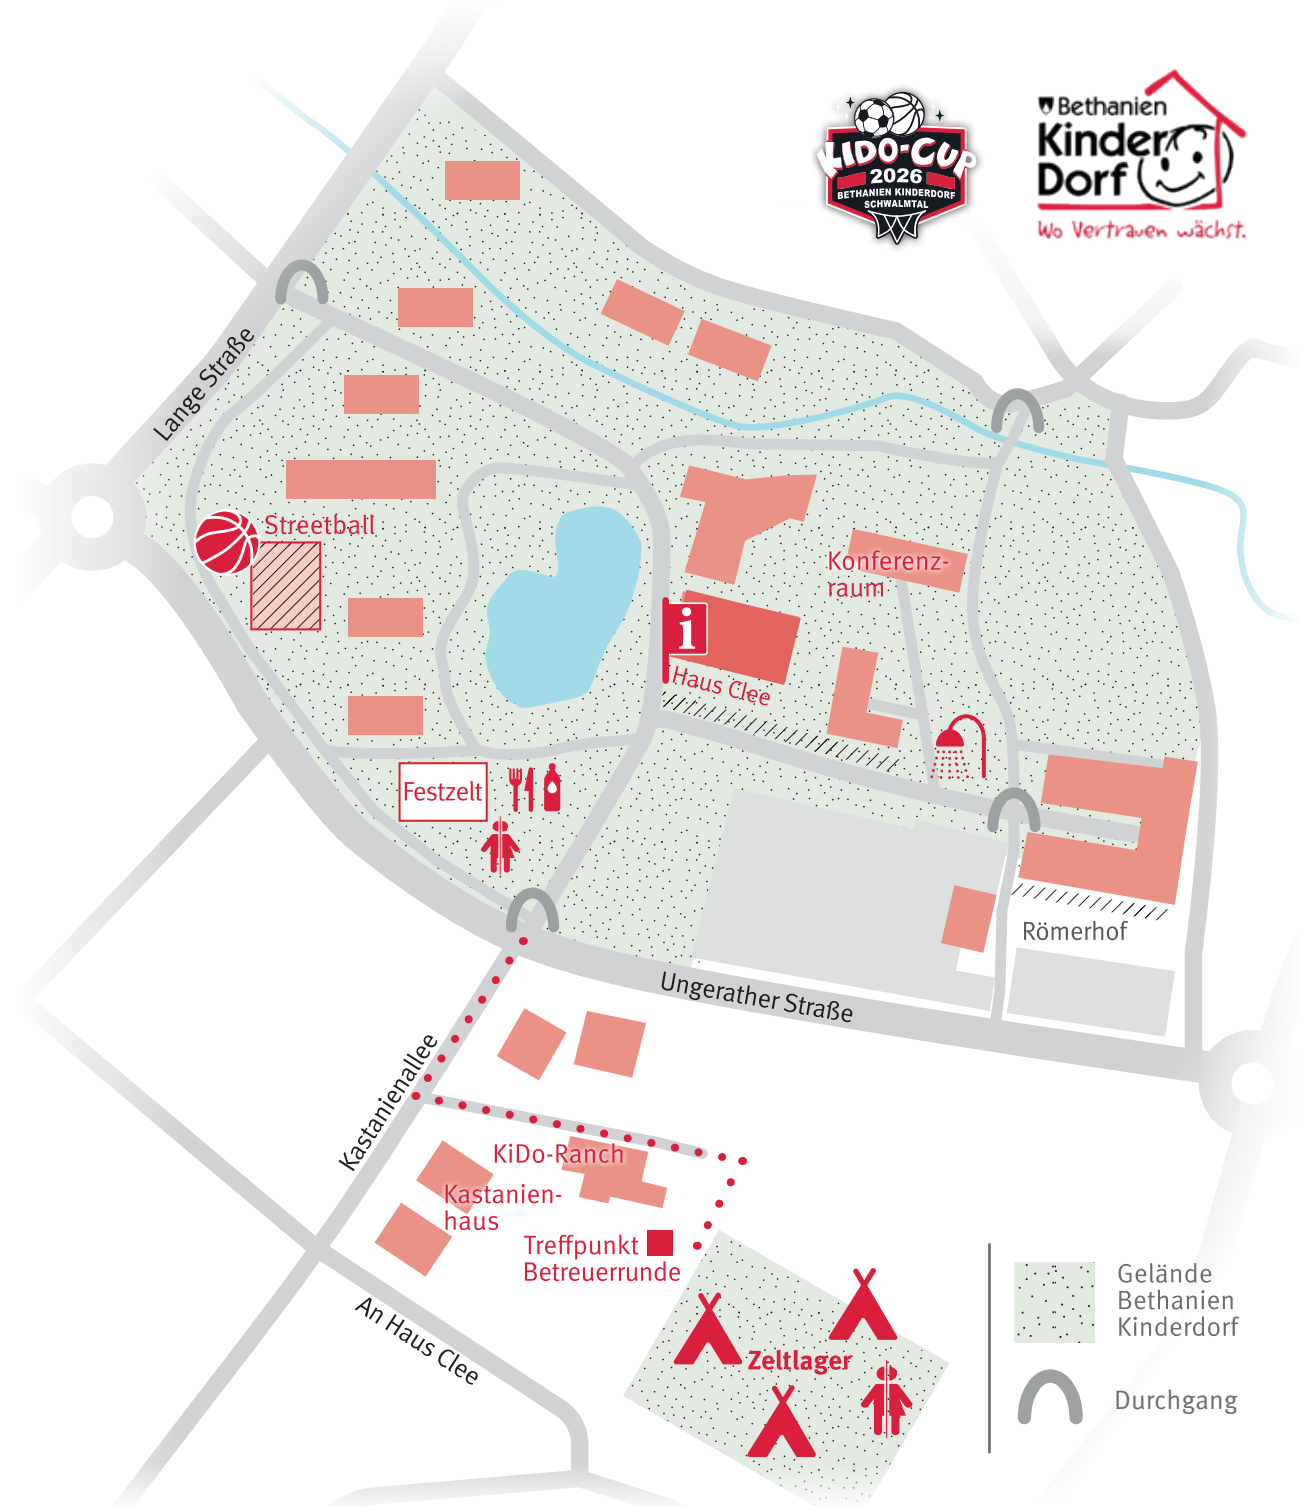 KIDO-CUP
2026
BETHANIEN KINDERDORF
SCHWALMTAL
Bethanien
Kinder
Dorf
Wo Vertrauen wächst.
Lange Straße
Streetball
Konferenz-
raum
i
Haus Clee
Festzelt
Römerhof
Ungerather Straße
Kastanienallee
KiDo-Ranch
Kastanien-
haus
Treffpunkt
Betreuerrunde
An Haus Clee
Zeltlager
Gelände
Bethanien
Kinderdorf
Durchgang